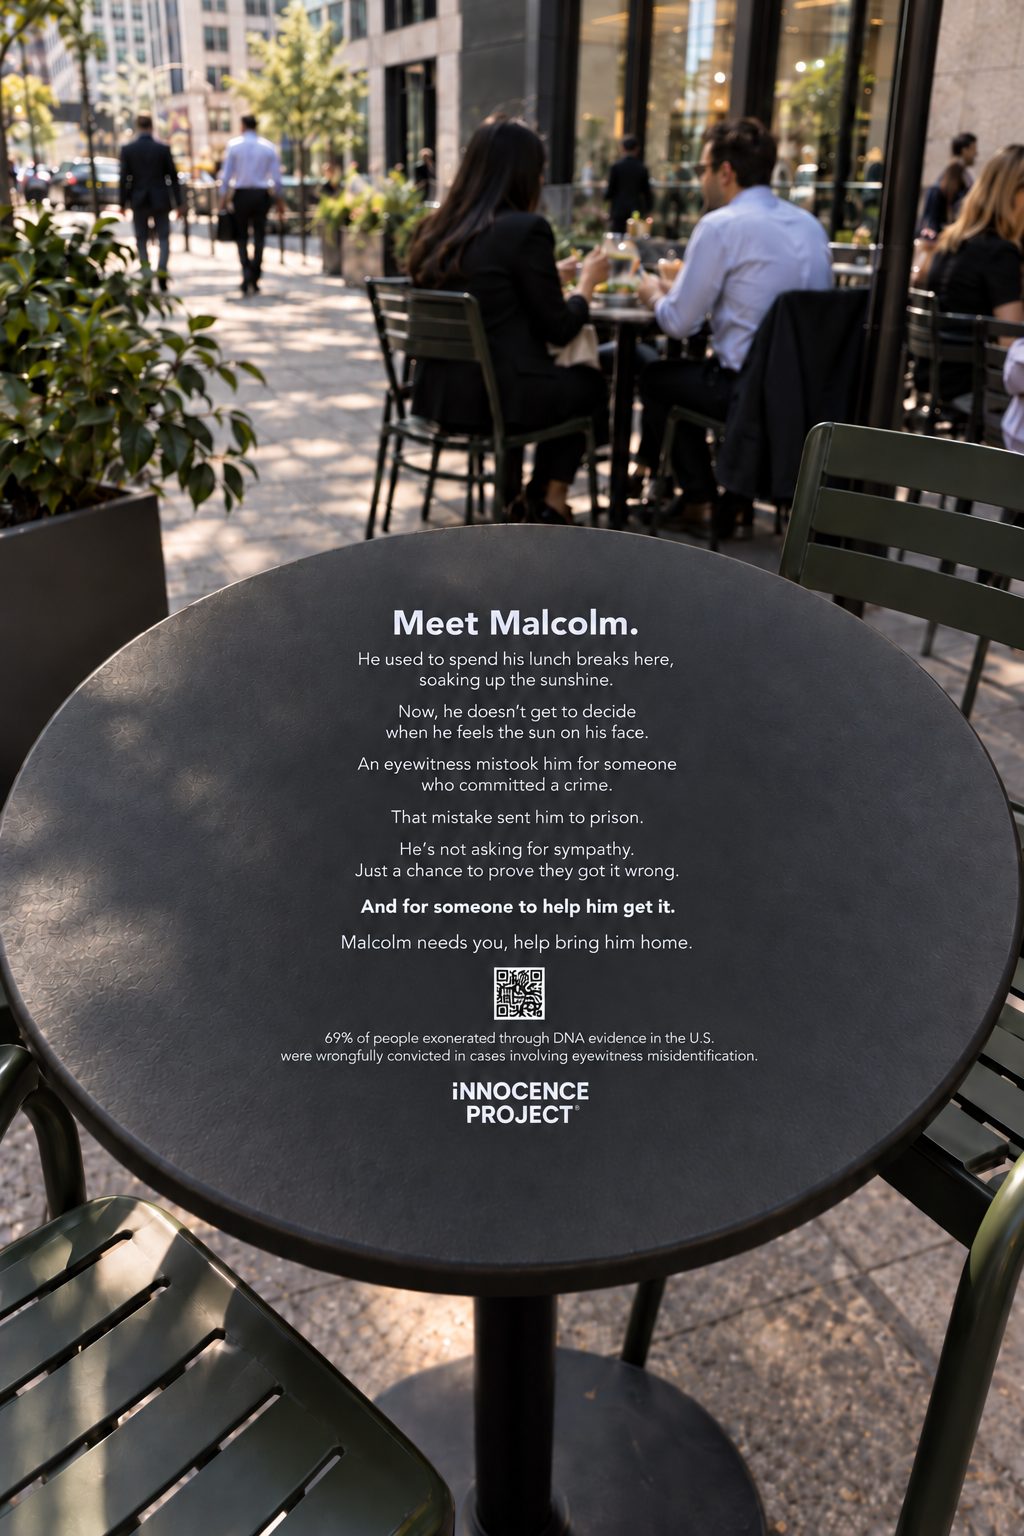 Meet Malcolm.
He used to spend his lunch breaks here,
soaking up the sunshine.
Now, he doesn't get to decide
when he feels the sun on his face.
An eyewitness mistook him for someone
who committed a crime.
That mistake sent him to prison.
He's not asking for sympathy.
Just a chance to prove they got it wrong.
And for someone to help him get it.
Malcolm needs you, help bring him home.
69% of people exonerated through DNA evidence in the U.S.
were wrongfully convicted in cases involving eyewitness misidentification.
iNNOCENCE
PROJECT®